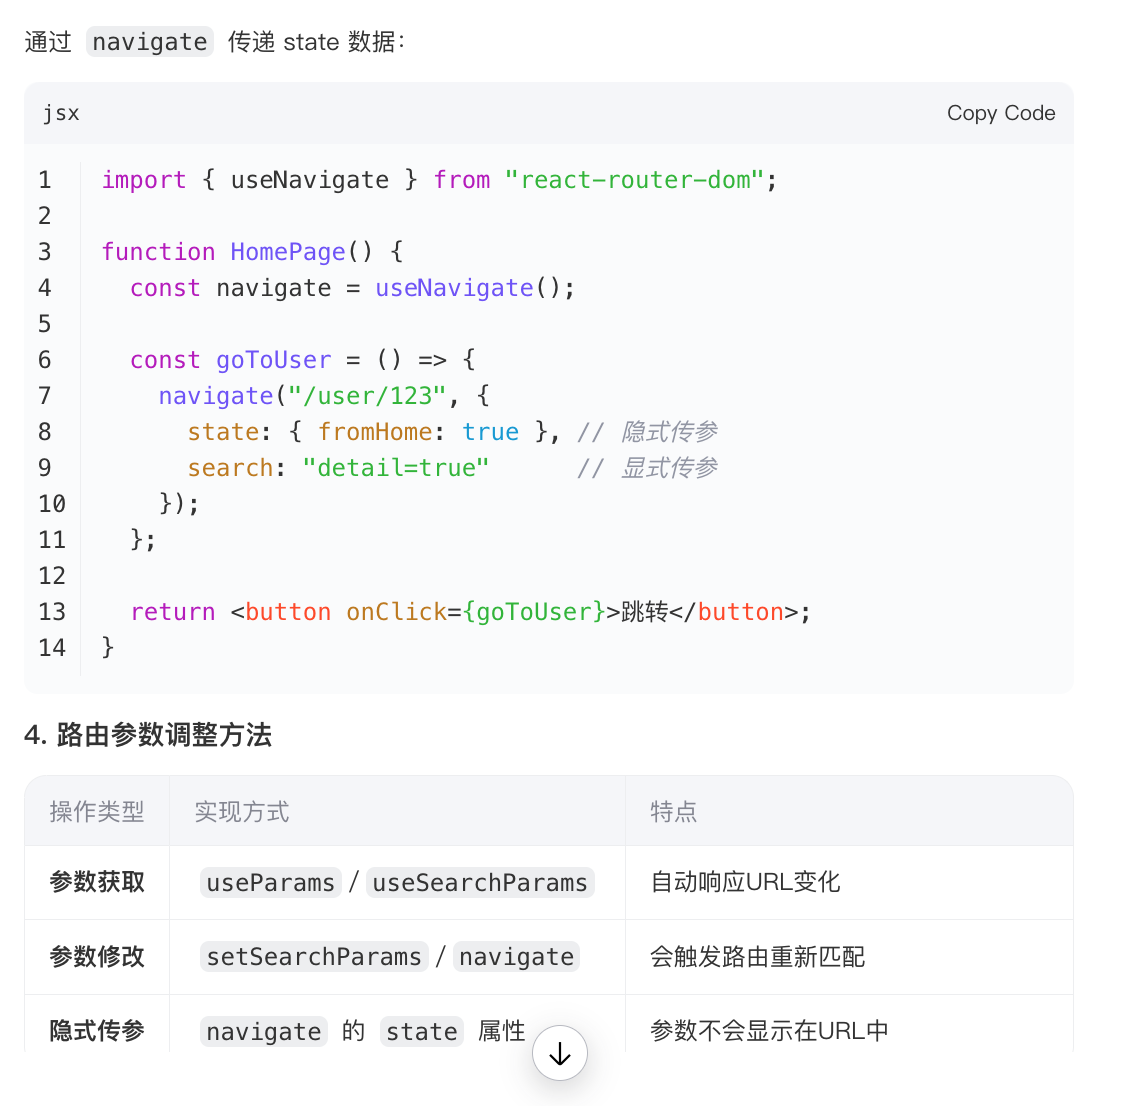 通过 navigate 传递 state 数据：
jsx Copy Code
1 import { useNavigate } from "react-router-dom";
2
3 function HomePage() {
4   const navigate = useNavigate();
5
6   const goToUser = () => {
7     navigate("/user/123", {
8       state: { fromHome: true }, // 隐式传参
9       search: "detail=true"      // 显式传参
10     });
11   };
12
13   return <button onClick={goToUser}>跳转</button>;
14 }
4. 路由参数调整方法
操作类型 实现方式 特点
参数获取 useParams / useSearchParams 自动响应URL变化
参数修改 setSearchParams / navigate 会触发路由重新匹配
隐式传参 navigate 的 state 属性 参数不会显示在URL中